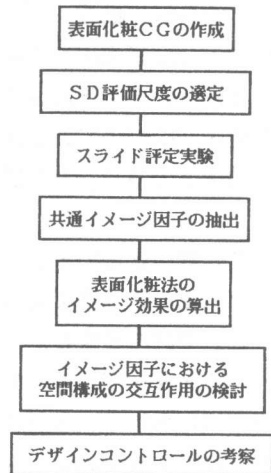 表面化粧ＣＧの作成
ＳＤ評価尺度の選定
スライド評定実験
共通イメージ因子の抽出
表面化粧法の
イメージ効果の算出
イメージ因子における
空間構成の交互作用の検討
デザインコントロールの考察